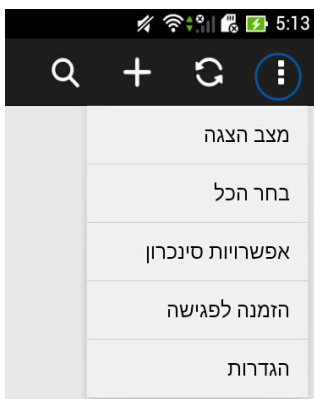 5:13
מצב הצגה
בחר הכל
אפשרויות סינכרון
הזמנה לפגישה
הגדרות